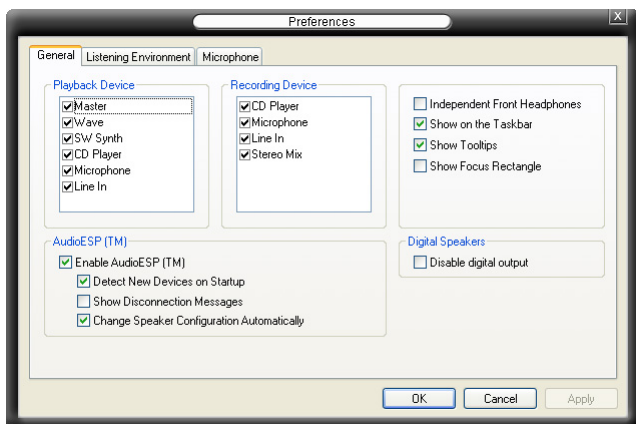 Preferences
X
General
Listening Environment
Microphone
Playback Device
Master
Wave
SW Synth
CD Player
Microphone
Line In
Recording Device
CD Player
Microphone
Line In
Stereo Mix
Independent Front Headphones
Show on the Taskbar
Show Tooltips
Show Focus Rectangle
AudioESP (TM)
Enable AudioESP (TM)
Detect New Devices on Startup
Show Disconnection Messages
Change Speaker Configuration Automatically
Digital Speakers
Disable digital output
OK
Cancel
Apply